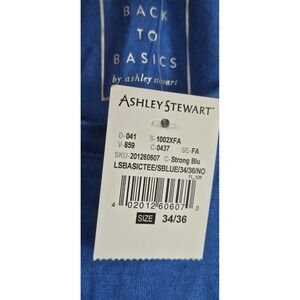 BACK
TO
BASICS
by ashley stewart
ASHLEY STEWART®
D-041 S-1002XFA
V-859 C-0437 SE-FA
SKU-201260607 C-Strong Blu
LSBASICTEE/SBLUE/34/36/NO
4 02012 60607 0
SIZE 34/36